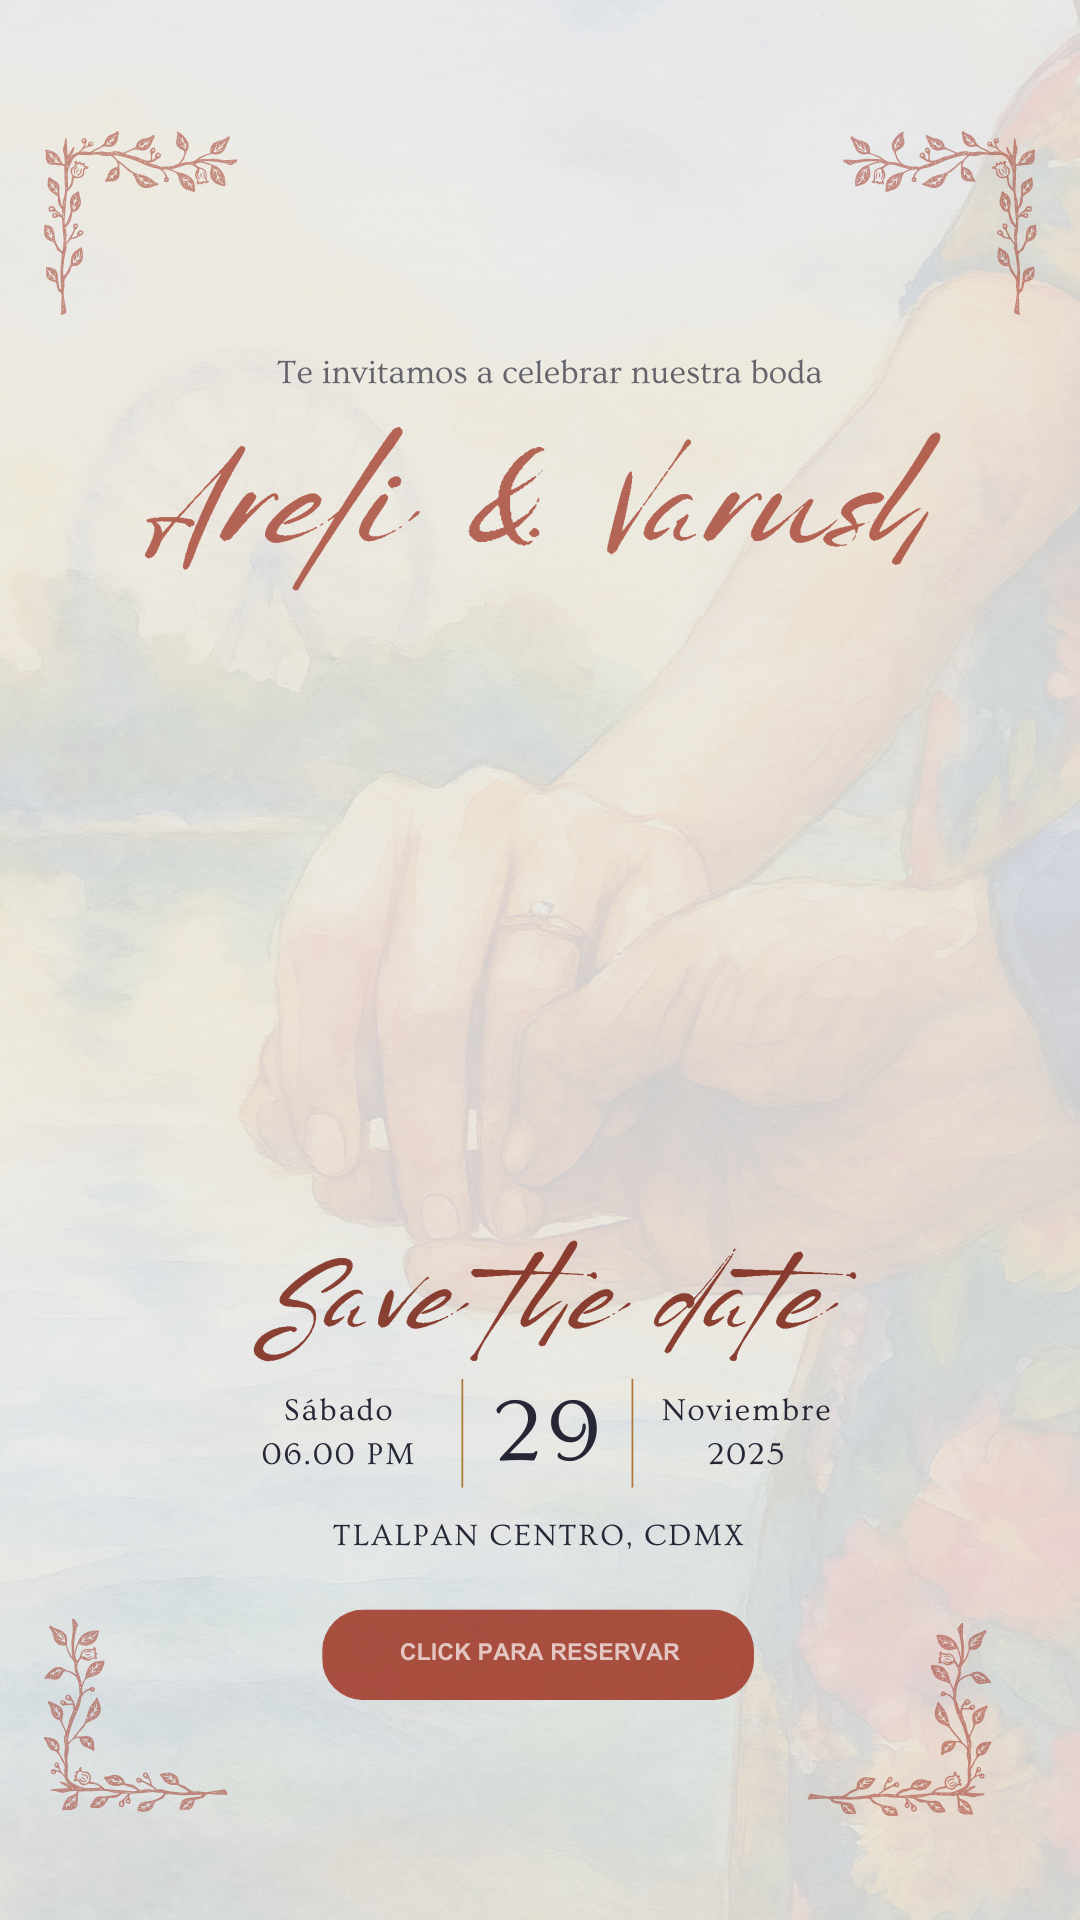 Te invitamos a celebrar nuestra boda
Areli & Varush
Save the date
Sábado
06.00 PM
29
Noviembre
2025
TLALPAN CENTRO, CDMX
CLICK PARA RESERVAR